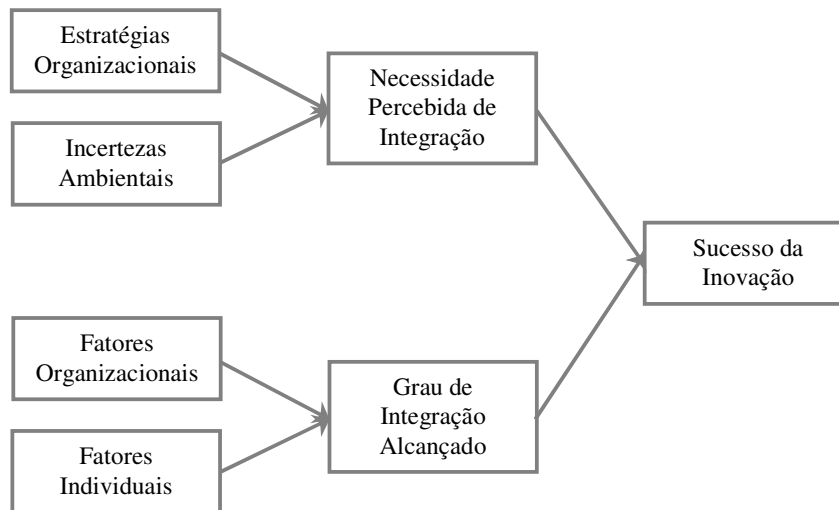 Estratégias
Organizacionais
Incertezas
Ambientais
Necessidade
Percebida de
Integração
Sucesso da
Inovação
Fatores
Organizacionais
Fatores
Individuais
Grau de
Integração
Alcançado